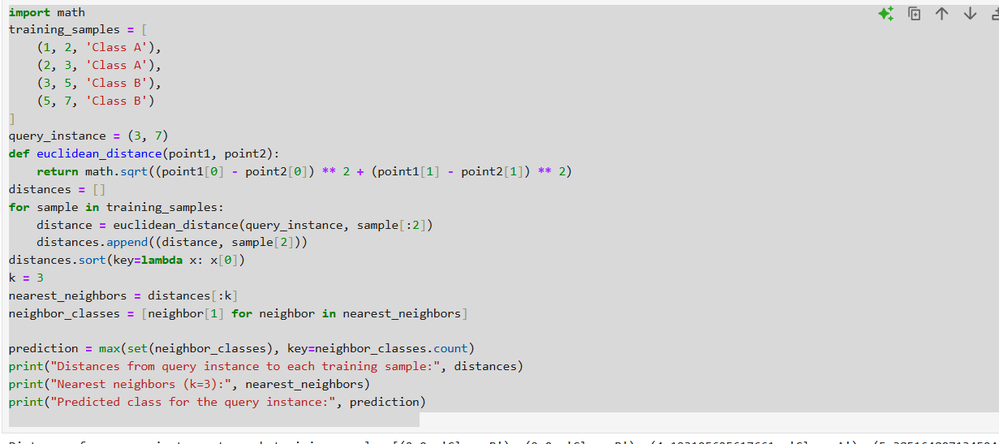 import math
training_samples = [
    (1, 2, 'Class A'),
    (2, 3, 'Class A'),
    (3, 5, 'Class B'),
    (5, 7, 'Class B')
]
query_instance = (3, 7)
def euclidean_distance(point1, point2):
    return math.sqrt((point1[0] - point2[0]) ** 2 + (point1[1] - point2[1]) ** 2)
distances = []
for sample in training_samples:
    distance = euclidean_distance(query_instance, sample[:2])
    distances.append((distance, sample[2]))
distances.sort(key=lambda x: x[0])
k = 3
nearest_neighbors = distances[:k]
neighbor_classes = [neighbor[1] for neighbor in nearest_neighbors]

prediction = max(set(neighbor_classes), key=neighbor_classes.count)
print("Distances from query instance to each training sample:", distances)
print("Nearest neighbors (k=3):", nearest_neighbors)
print("Predicted class for the query instance:", prediction)